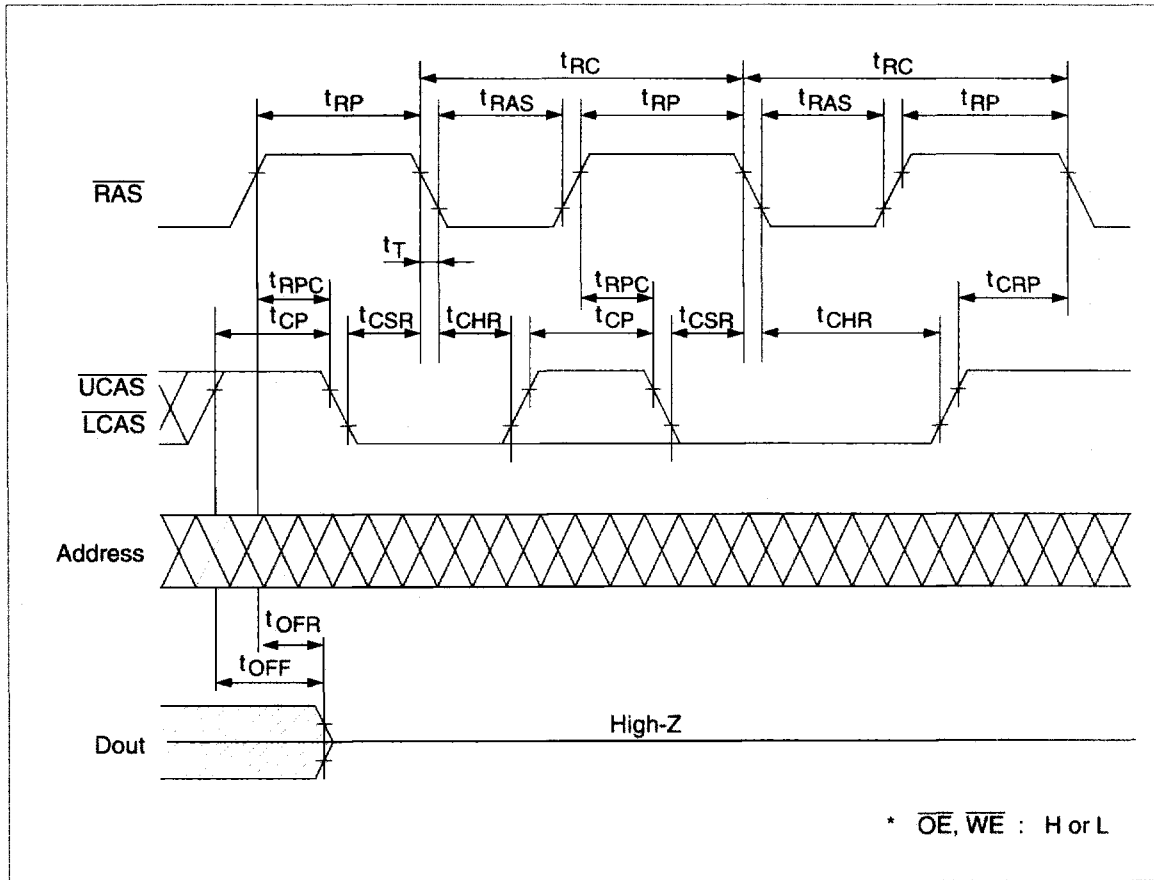 tRC tRC
tRP tRAS tRP tRAS tRP
RAS
tT
tRPC tRPC tCRP
tCP tCSR tCHR tCP tCSR tCHR
UCAS
LCAS
Address
tOFR
tOFF
High-Z
Dout
* OE, WE : H or L